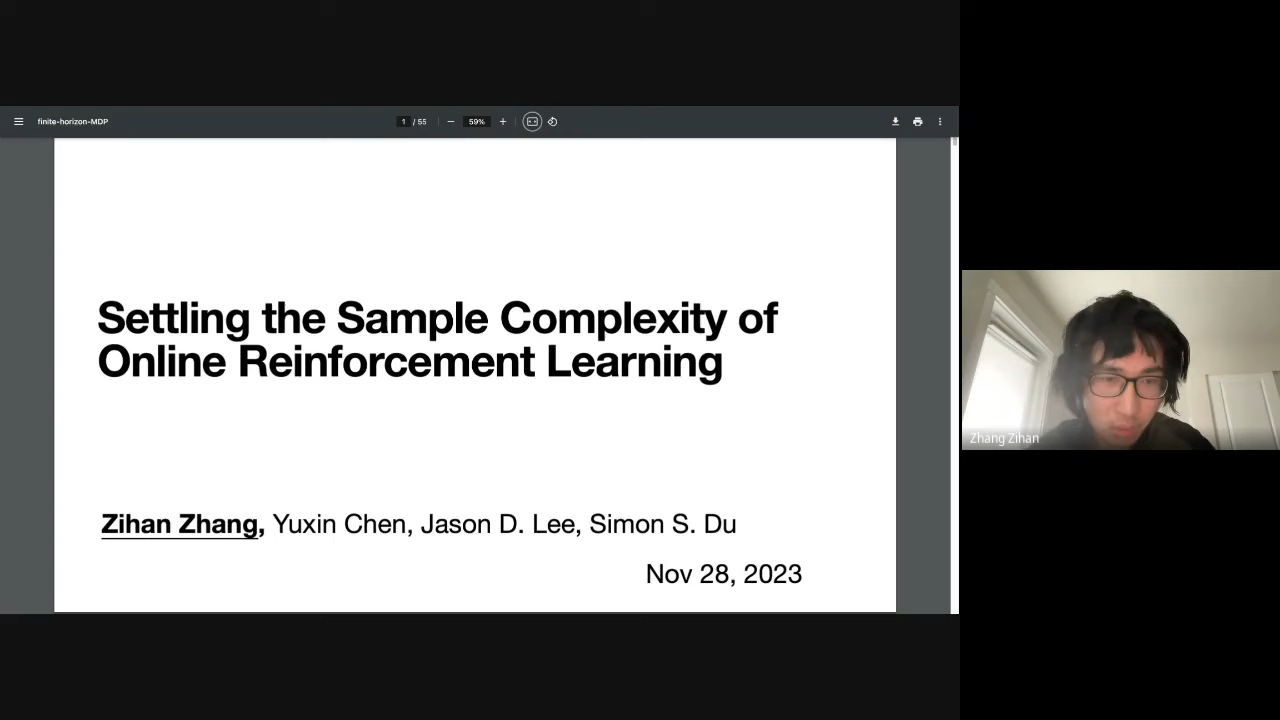 finite-horizon-MDP
1 / 55
59%
Settling the Sample Complexity of
Online Reinforcement Learning
Zihan Zhang, Yuxin Chen, Jason D. Lee, Simon S. Du
Nov 28, 2023
Zhang Zihan